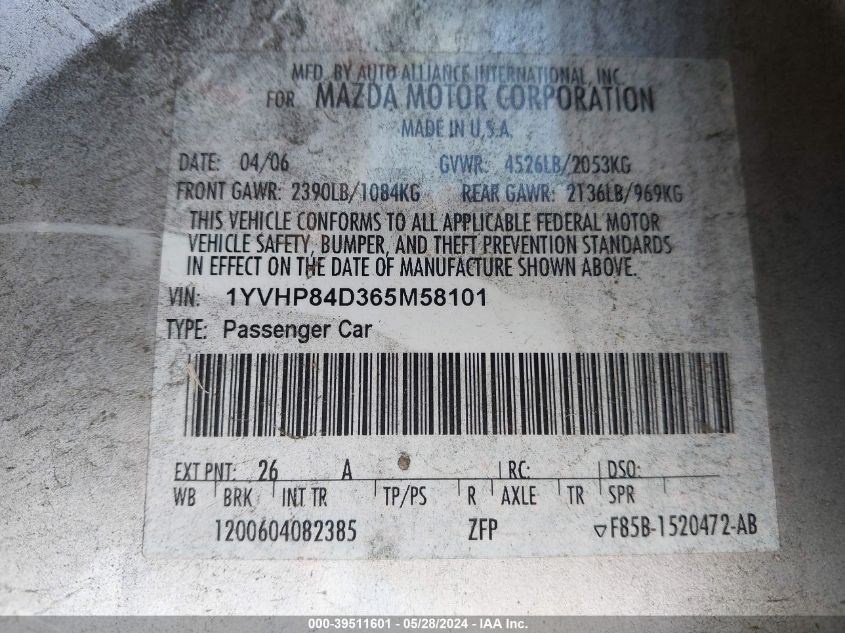 MFD. BY AUTO ALLIANCE INTERNATIONAL, INC.
FOR MAZDA MOTOR CORPORATION
MADE IN U.S.A.
DATE: 04/06 GVWR: 4526LB/2053KG
FRONT GAWR: 2390LB/1084KG REAR GAWR: 2136LB/969KG
THIS VEHICLE CONFORMS TO ALL APPLICABLE FEDERAL MOTOR
VEHICLE SAFETY, BUMPER, AND THEFT PREVENTION STANDARDS
IN EFFECT ON THE DATE OF MANUFACTURE SHOWN ABOVE.
VIN: 1YVHP84D365M58101
TYPE: Passenger Car
EXT PNT: 26 A RC: DSO:
WB BRK INT TR TP/PS R AXLE TR SPR
1200604082385 ZFP ▽F85B-1520472-AB
000-39511601 - 05/28/2024 - IAA Inc.